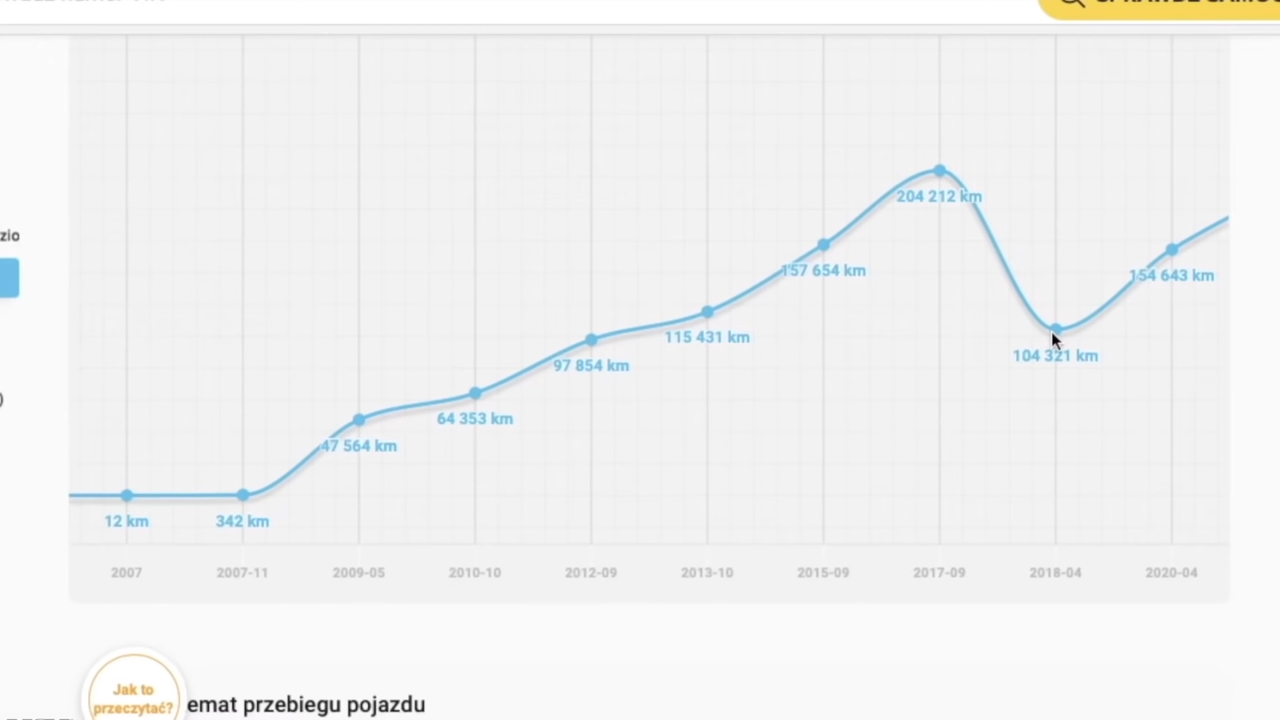 zio
204 212 km
157 654 km
154 643 km
115 431 km
104 321 km
97 854 km
64 353 km
47 564 km
12 km
342 km
2007
2007-11
2009-05
2010-10
2012-09
2013-10
2015-09
2017-09
2018-04
2020-04
Jak to
przeczytać?
emat przebiegu pojazdu